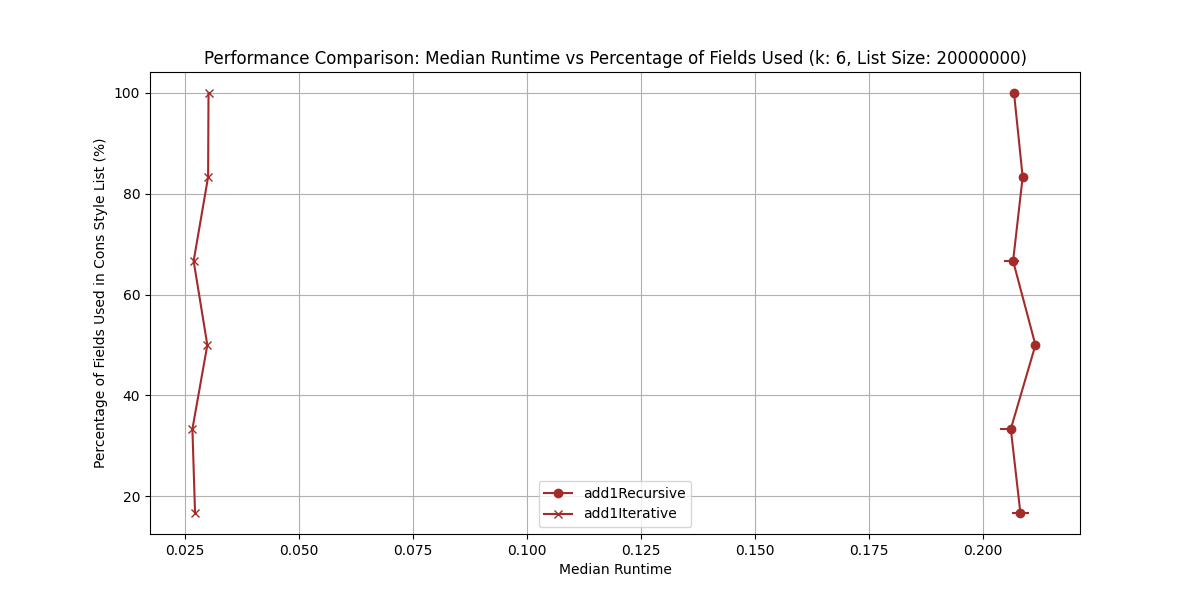 Performance Comparison: Median Runtime vs Percentage of Fields Used (k: 6, List Size: 20000000)
Percentage of Fields Used in Cons Style List (%)
100
80
60
40
20
add1Recursive
add1Iterative
0.025 0.050 0.075 0.100 0.125 0.150 0.175 0.200
Median Runtime